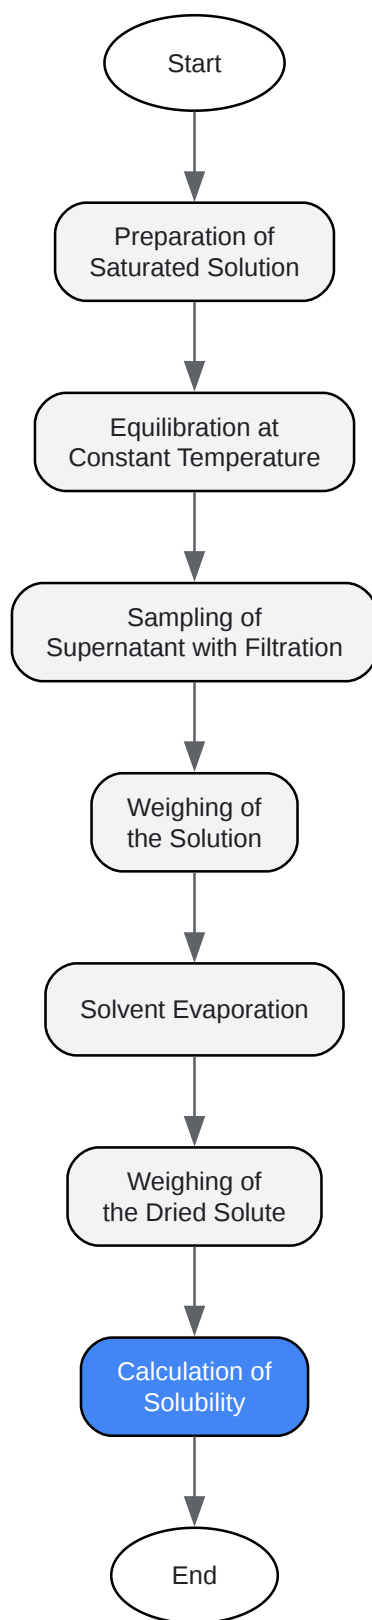 Start
Preparation of
Saturated Solution
Equilibration at
Constant Temperature
Sampling of
Supernatant with Filtration
Weighing of
the Solution
Solvent Evaporation
Weighing of
the Dried Solute
Calculation of
Solubility
End